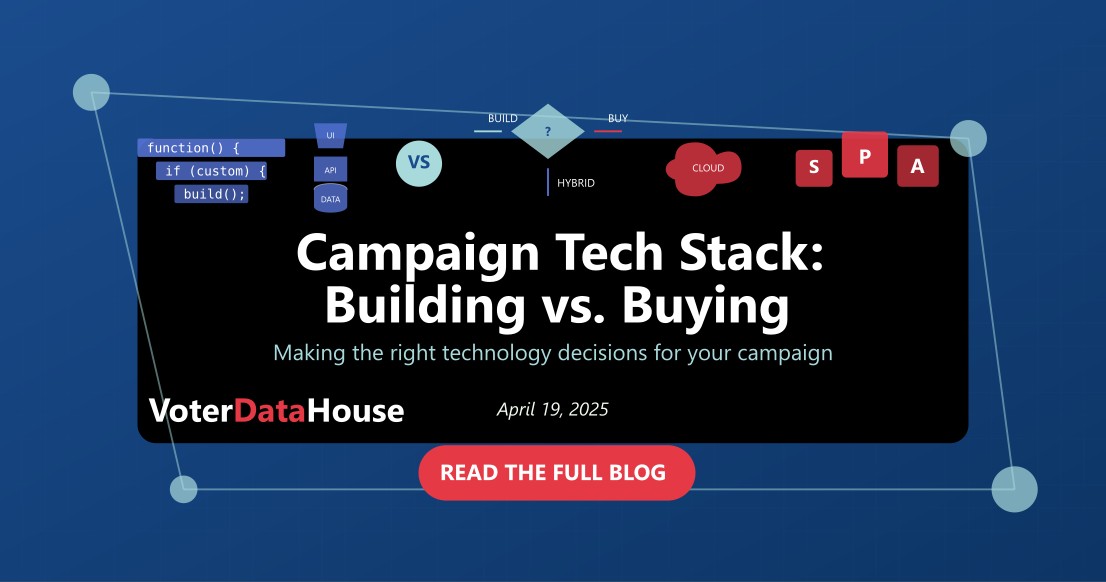 function() {
if (custom) {
build();
UI
API
DATA
VS
BUILD
?
BUY
HYBRID
CLOUD
S
P
A
Campaign Tech Stack:
Building vs. Buying
Making the right technology decisions for your campaign
VoterDataHouse
April 19, 2025
READ THE FULL BLOG